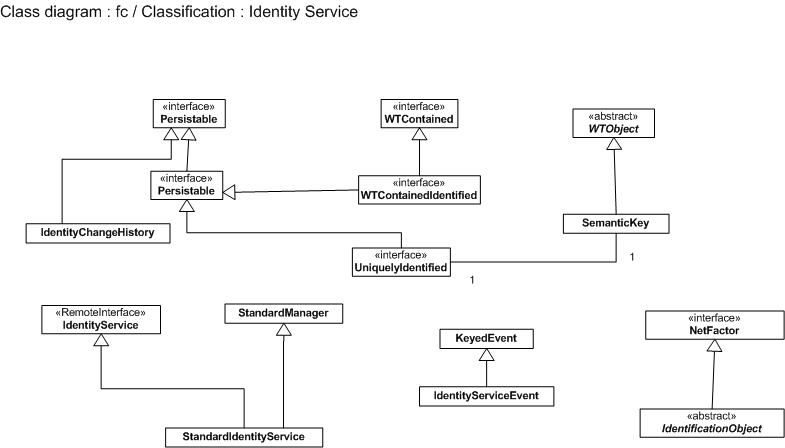 Class diagram : fc / Classification : Identity Service
«interface»
Persistable
«interface»
WTContained
«abstract»
WTObject
«interface»
Persistable
«interface»
WTContainedIdentified
IdentityChangeHistory
SemanticKey
«interface»
UniquelyIdentified
1
1
«RemoteInterface»
IdentityService
StandardManager
KeyedEvent
«interface»
NetFactor
IdentityServiceEvent
«abstract»
IdentificationObject
StandardIdentityService